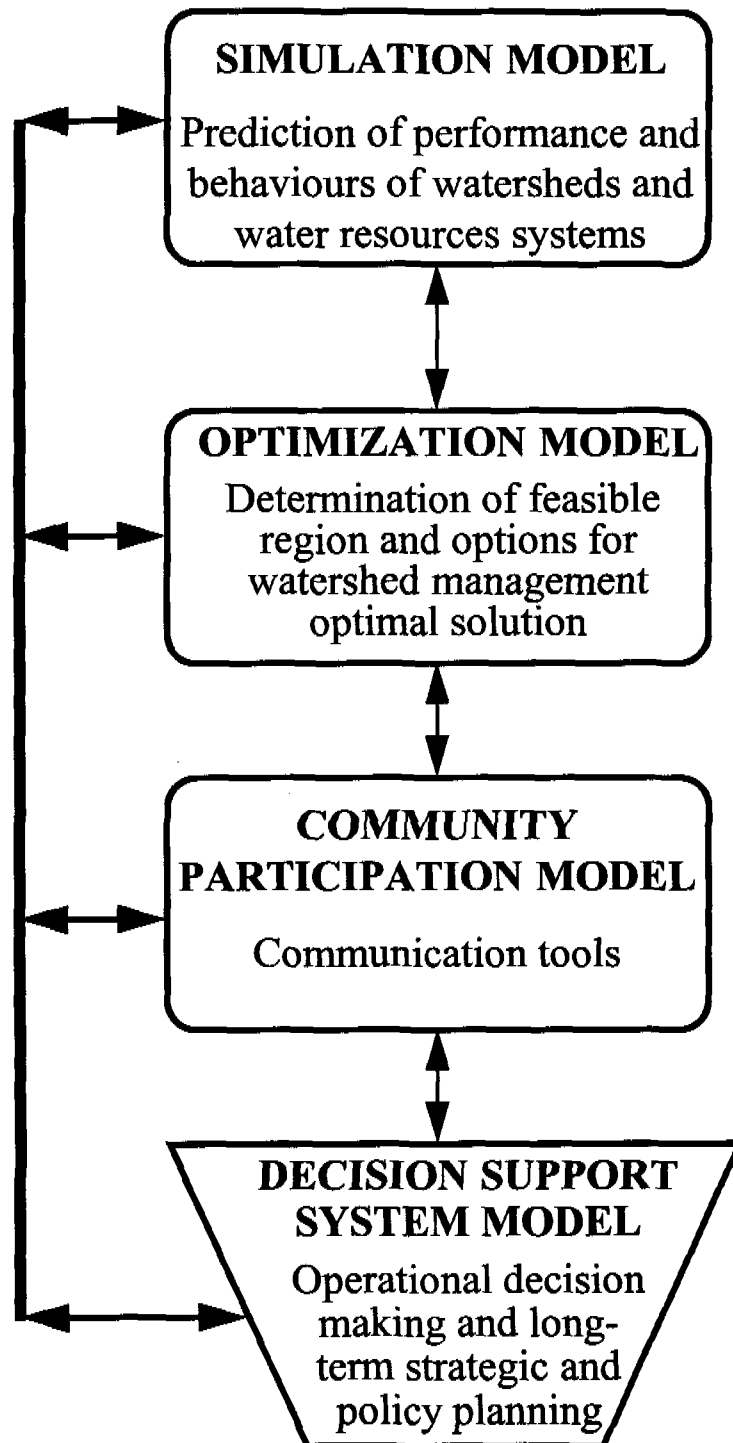 SIMULATION MODEL
Prediction of performance and
behaviours of watersheds and
water resources systems
OPTIMIZATION MODEL
Determination of feasible
region and options for
watershed management
optimal solution
COMMUNITY
PARTICIPATION MODEL
Communication tools
DECISION SUPPORT
SYSTEM MODEL
Operational decision
making and long-
term strategic and
policy planning